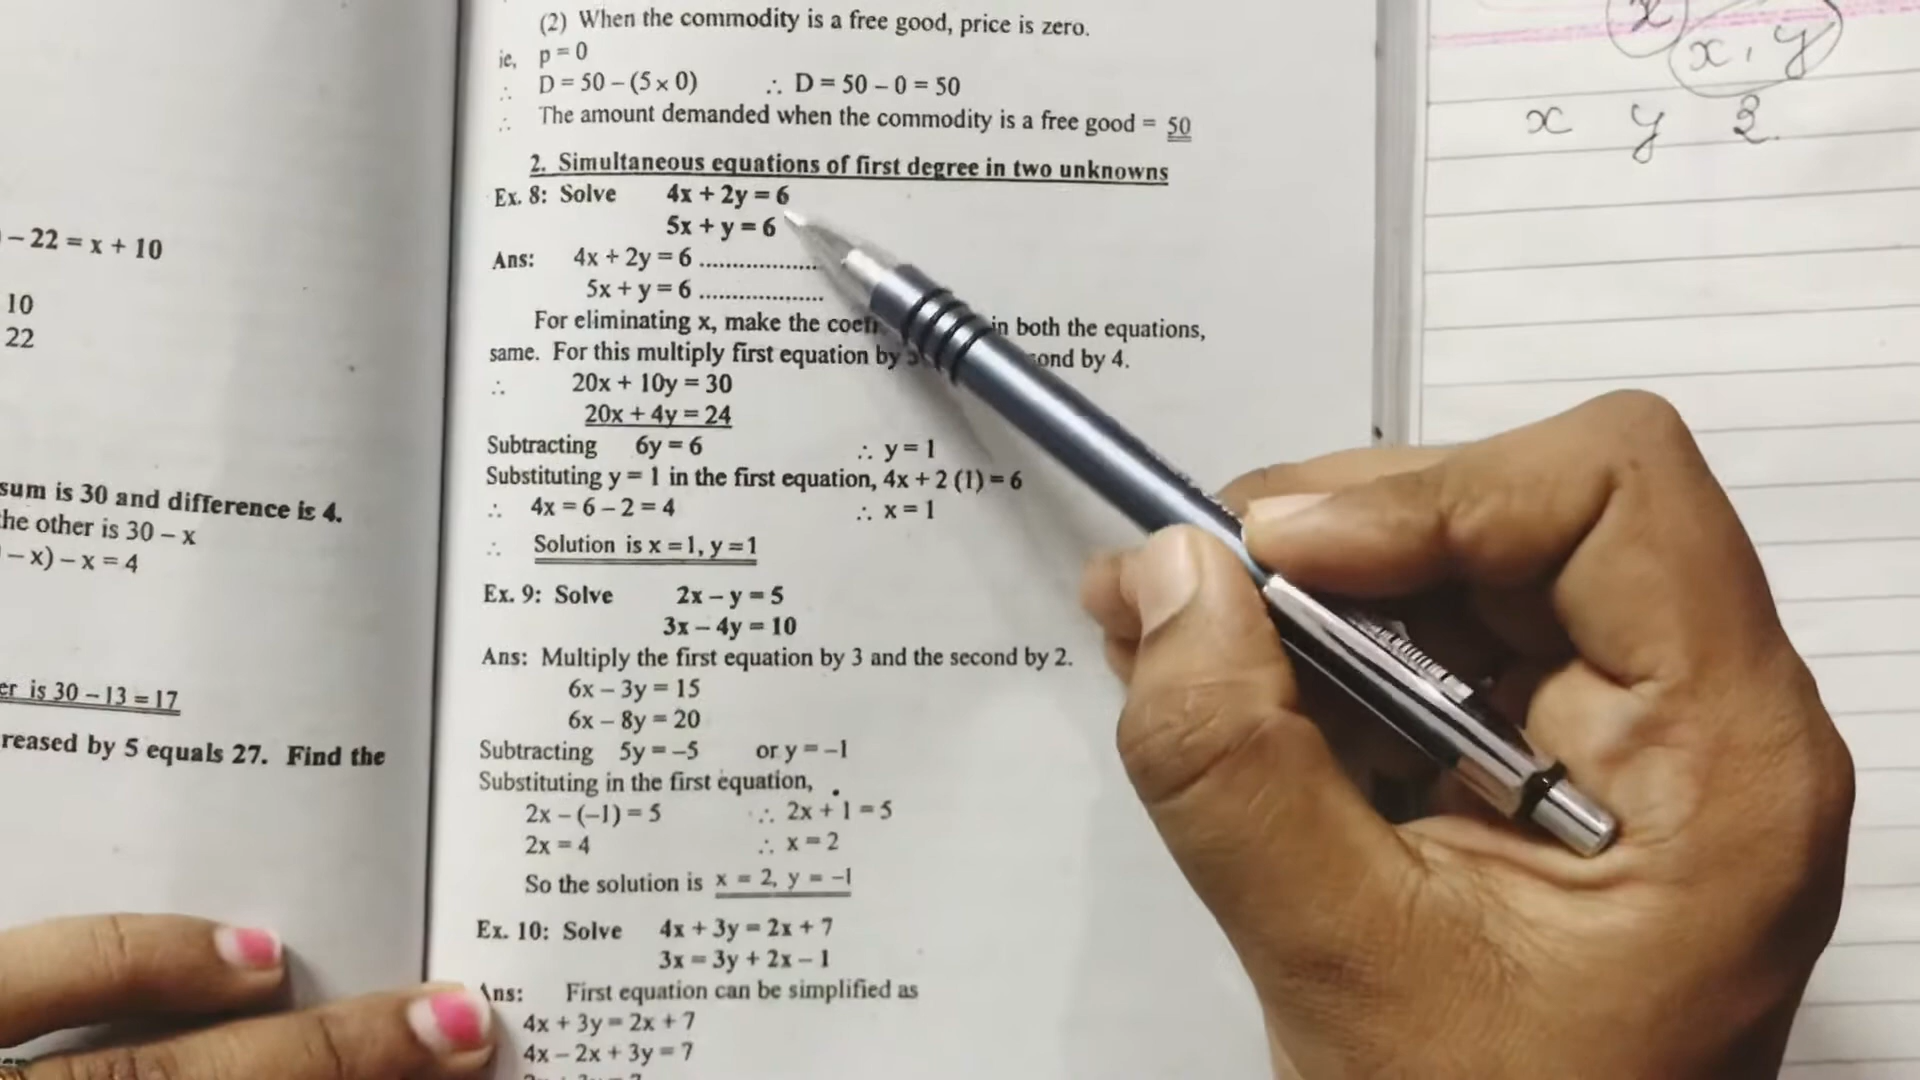 – 22 = x + 10
10
22
sum is 30 and difference is 4.
the other is 30 – x
– x) – x = 4
is 30 – 13 = 17
by 5 equals 27. Find the
(2) When the commodity is a free good, price is zero.
ie, p = 0
∴ D = 50 – (5 × 0) ∴ D = 50 – 0 = 50
∴ The amount demanded when the commodity is a free good = 50
2. Simultaneous equations of first degree in two unknowns
Ex. 8: Solve 4x + 2y = 6
5x + y = 6
Ans: 4x + 2y = 6 ..................
5x + y = 6 ...................
For eliminating x, make the in both the equations,
same. For this multiply first equation by by 4.
∴ 20x + 10y = 30
20x + 4y = 24
Subtracting 6y = 6 ∴ y = 1
Substituting y = 1 in the first equation, 4x + 2 (1) = 6
∴ 4x = 6 – 2 = 4 ∴ x = 1
∴ Solution is x = 1, y = 1
Ex. 9: Solve 2x – y = 5
3x – 4y = 10
Ans: Multiply the first equation by 3 and the second by 2.
6x – 3y = 15
6x – 8y = 20
Subtracting 5y = –5 or y = –1
Substituting in the first equation,
2x – (–1) = 5 ∴ 2x + 1 = 5
2x = 4 ∴ x = 2
So the solution is x = 2, y = –1
Ex. 10: Solve 4x + 3y = 2x + 7
3x = 3y + 2x – 1
Ans: First equation can be simplified as
4x + 3y = 2x + 7
4x – 2x + 3y = 7
x
x, y
x y z